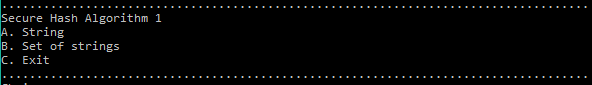 Secure Hash Algorithm 1
A. String
B. Set of strings
C. Exit